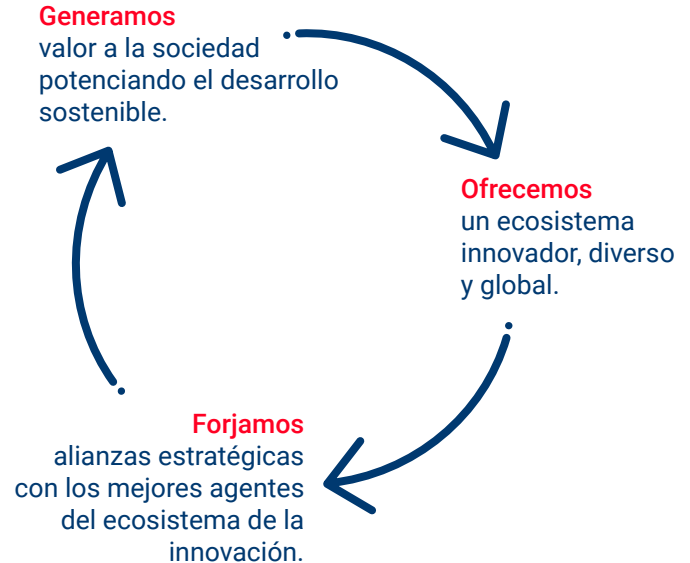 Generamos
valor a la sociedad
potenciando el desarrollo
sostenible.
Ofrecemos
un ecosistema
innovador, diverso
y global.
Forjamos
alianzas estratégicas
con los mejores agentes
del ecosistema de la
innovación.